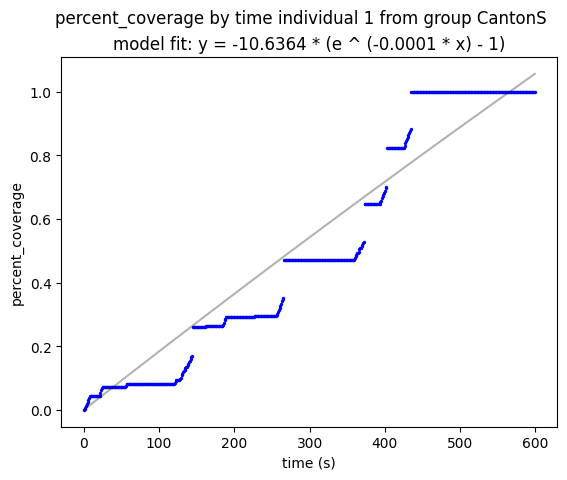 percent_coverage by time individual 1 from group CantonS
model fit: y = -10.6364 * (e ^ (-0.0001 * x) - 1)
1.0
0.8
0.6
0.4
0.2
0.0
percent_coverage
0 100 200 300 400 500 600
time (s)